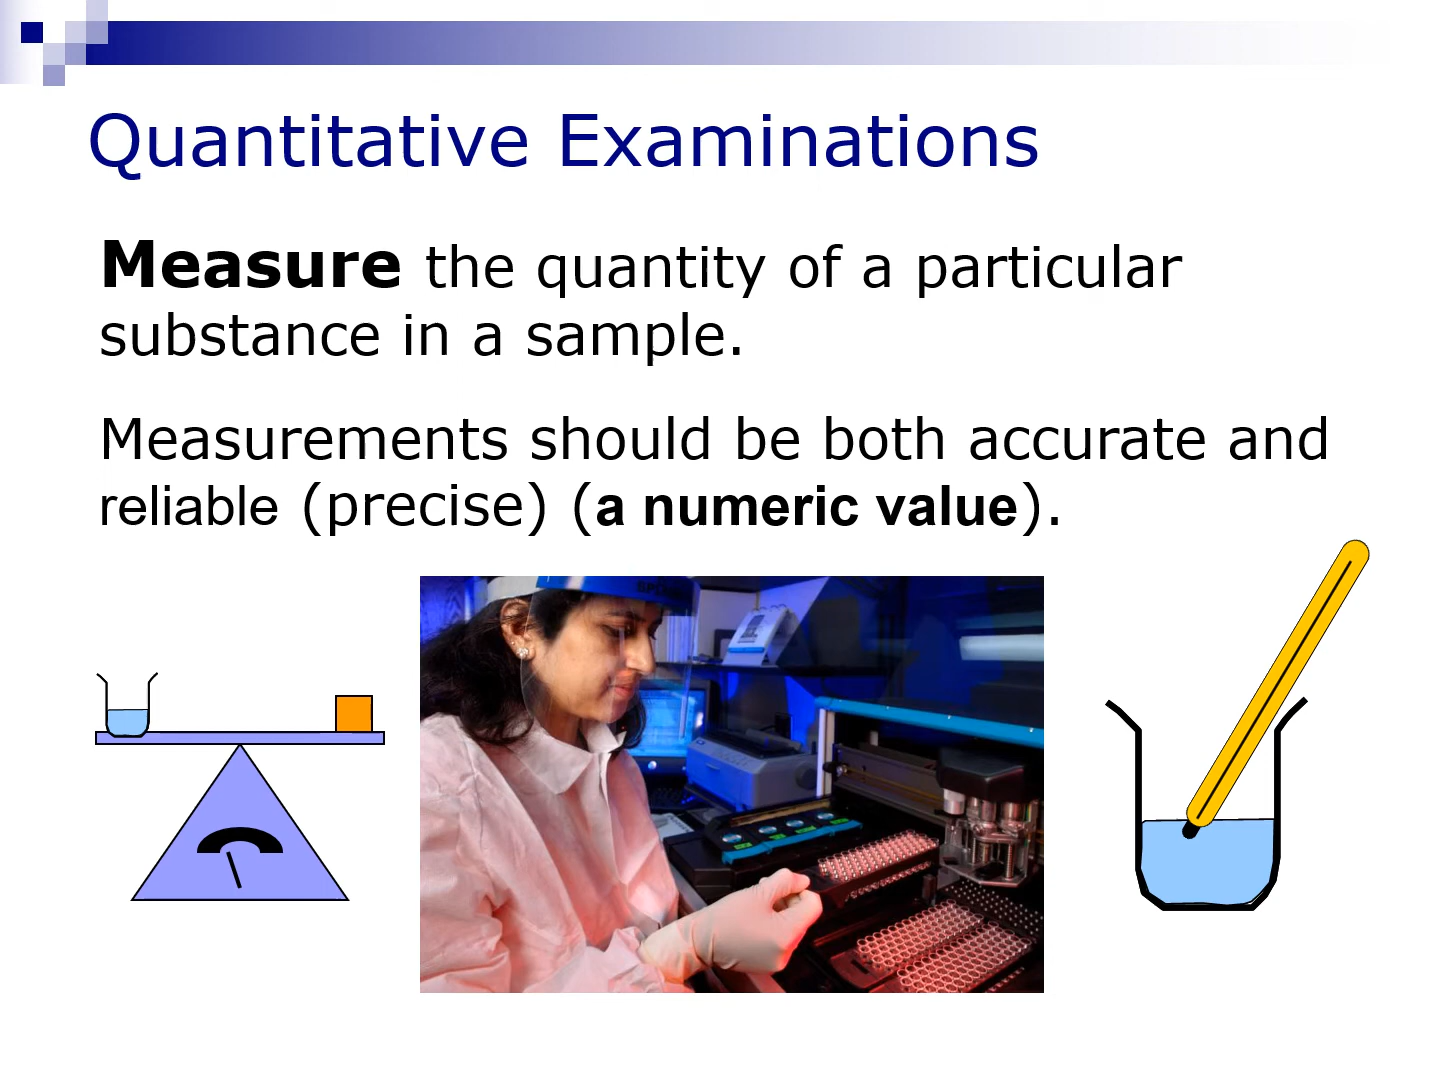 Quantitative Examinations
Measure the quantity of a particular
substance in a sample.
Measurements should be both accurate and
reliable (precise) (a numeric value).